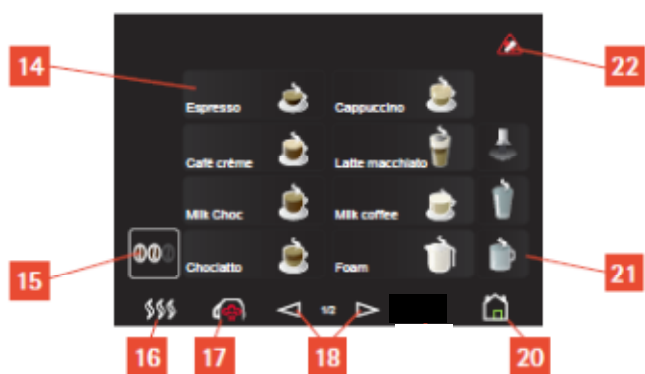 14
22
Espresso
Cappuccino
Café crème
Latte macchiato
Milk Choc
Milk coffee
15
Chociatto
Foam
21
1/2
16
17
18
20